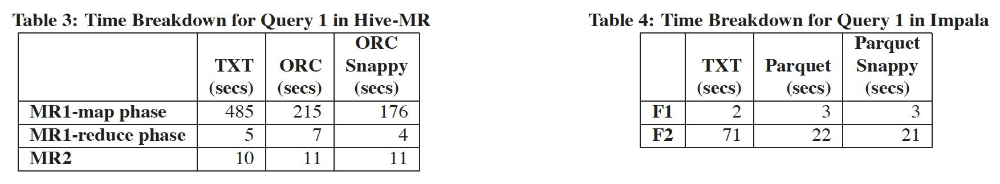 Table 3: Time Breakdown for Query 1 in Hive-MR
TXT (secs) ORC (secs) ORC Snappy (secs)
MR1-map phase 485 215 176
MR1-reduce phase 5 7 4
MR2 10 11 11
Table 4: Time Breakdown for Query 1 in Impala
TXT (secs) Parquet (secs) Parquet Snappy (secs)
F1 2 3 3
F2 71 22 21